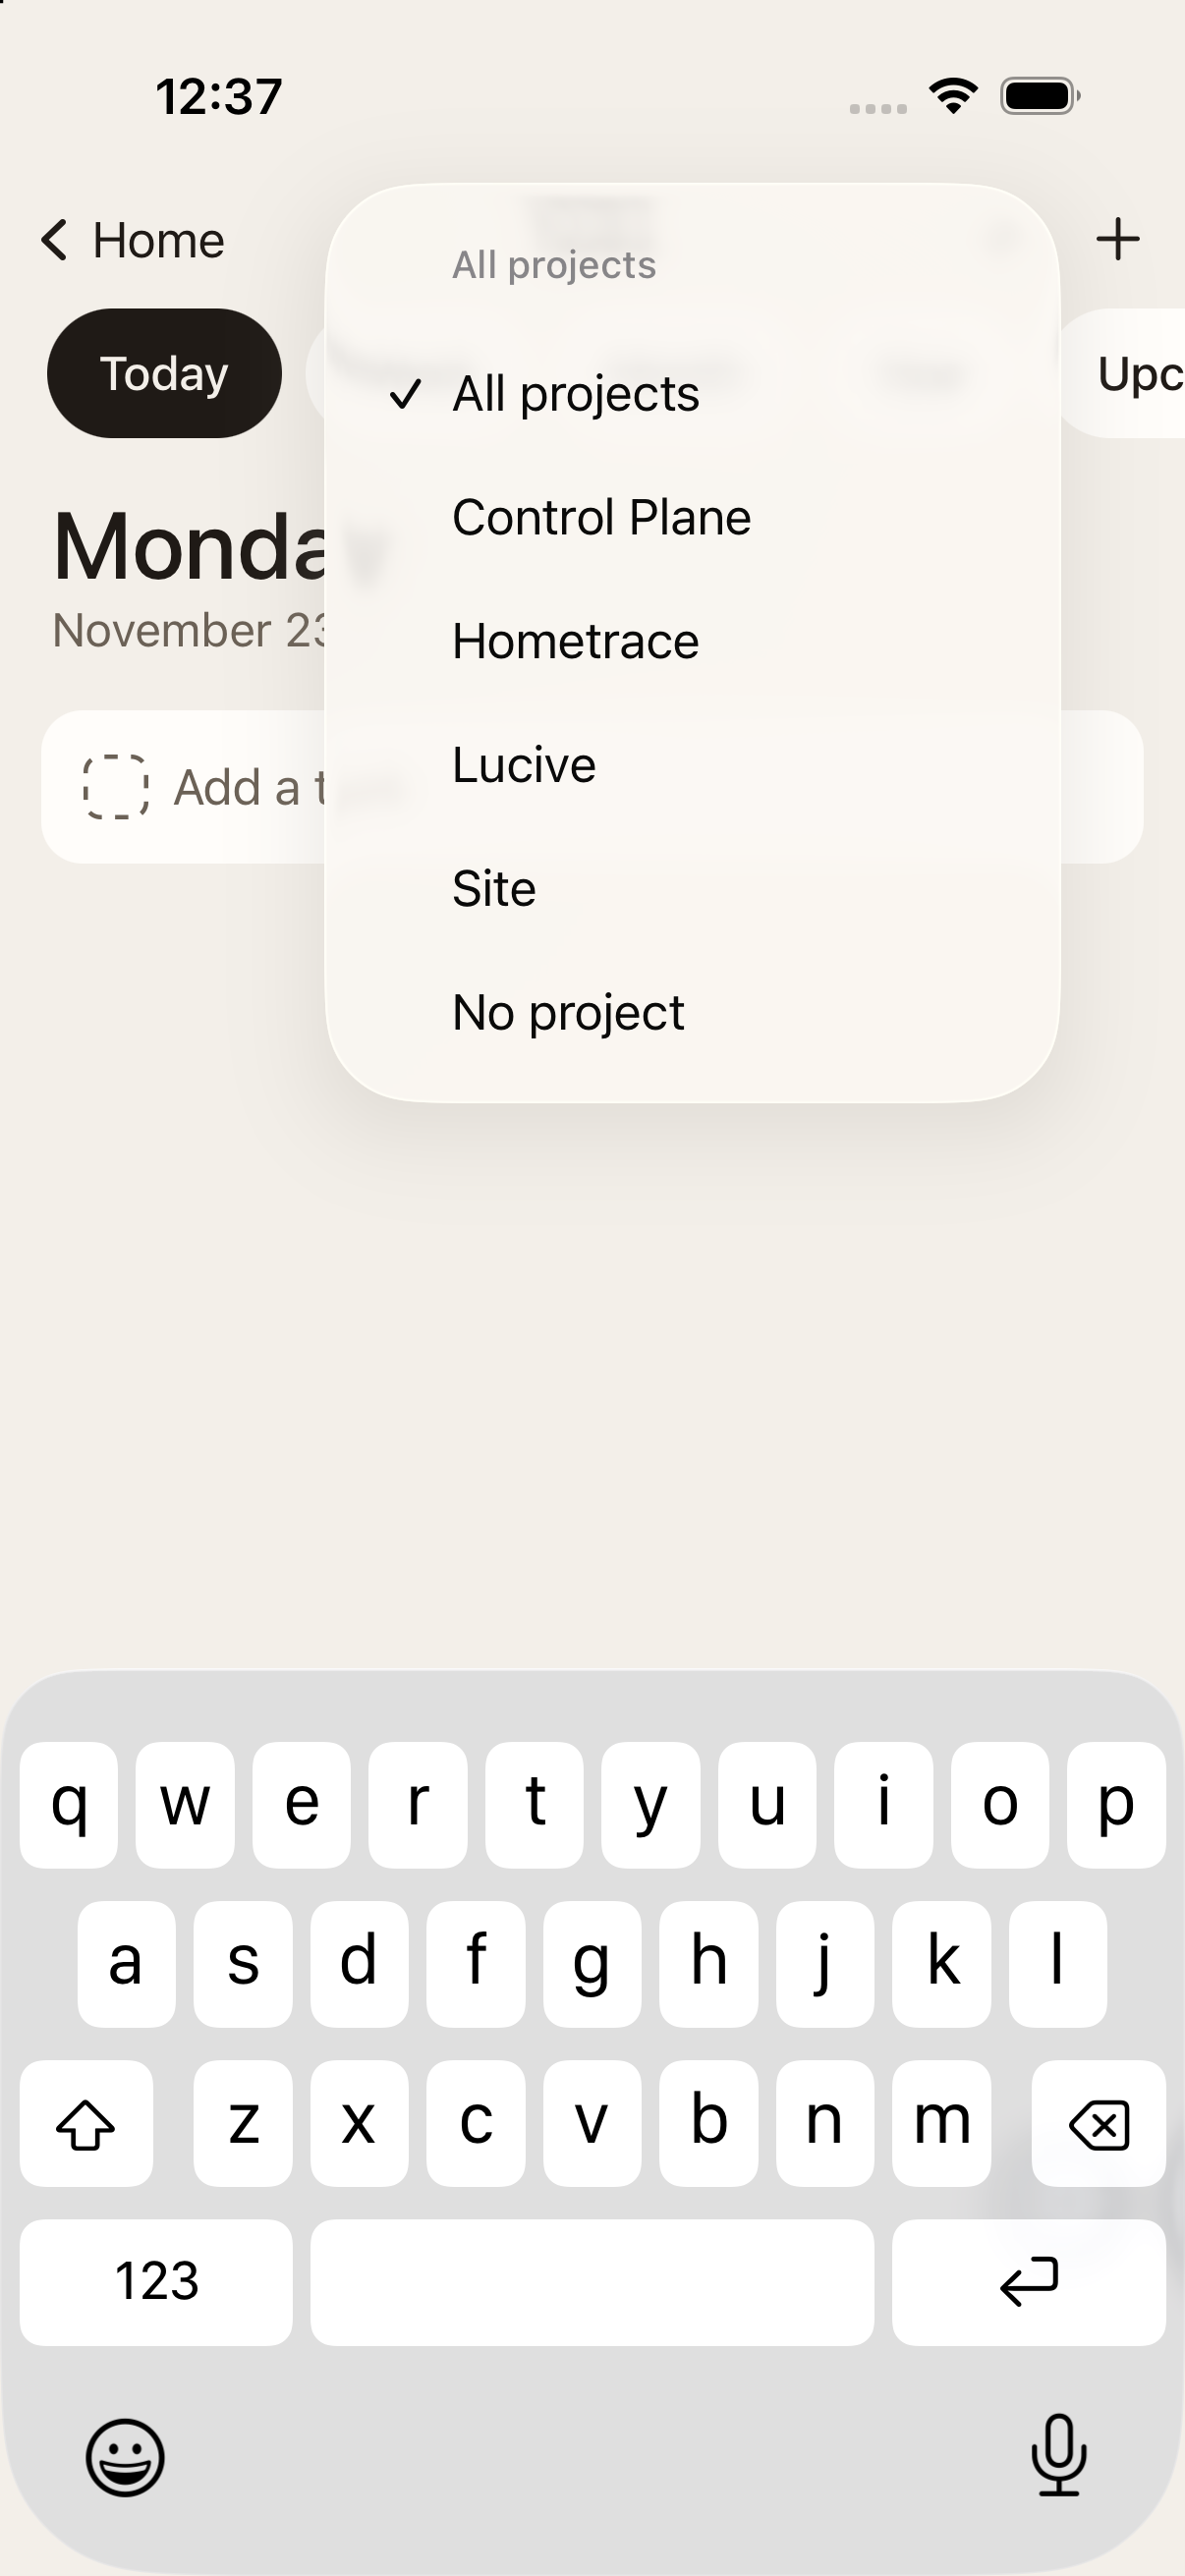 12:37
Home
All projects
Today
All projects
Upc
Control Plane
Monda
November 23
Hometrace
Lucive
Add a t
Site
No project
q w e r t y u i o p
a s d f g h j k l
z x c v b n m
123